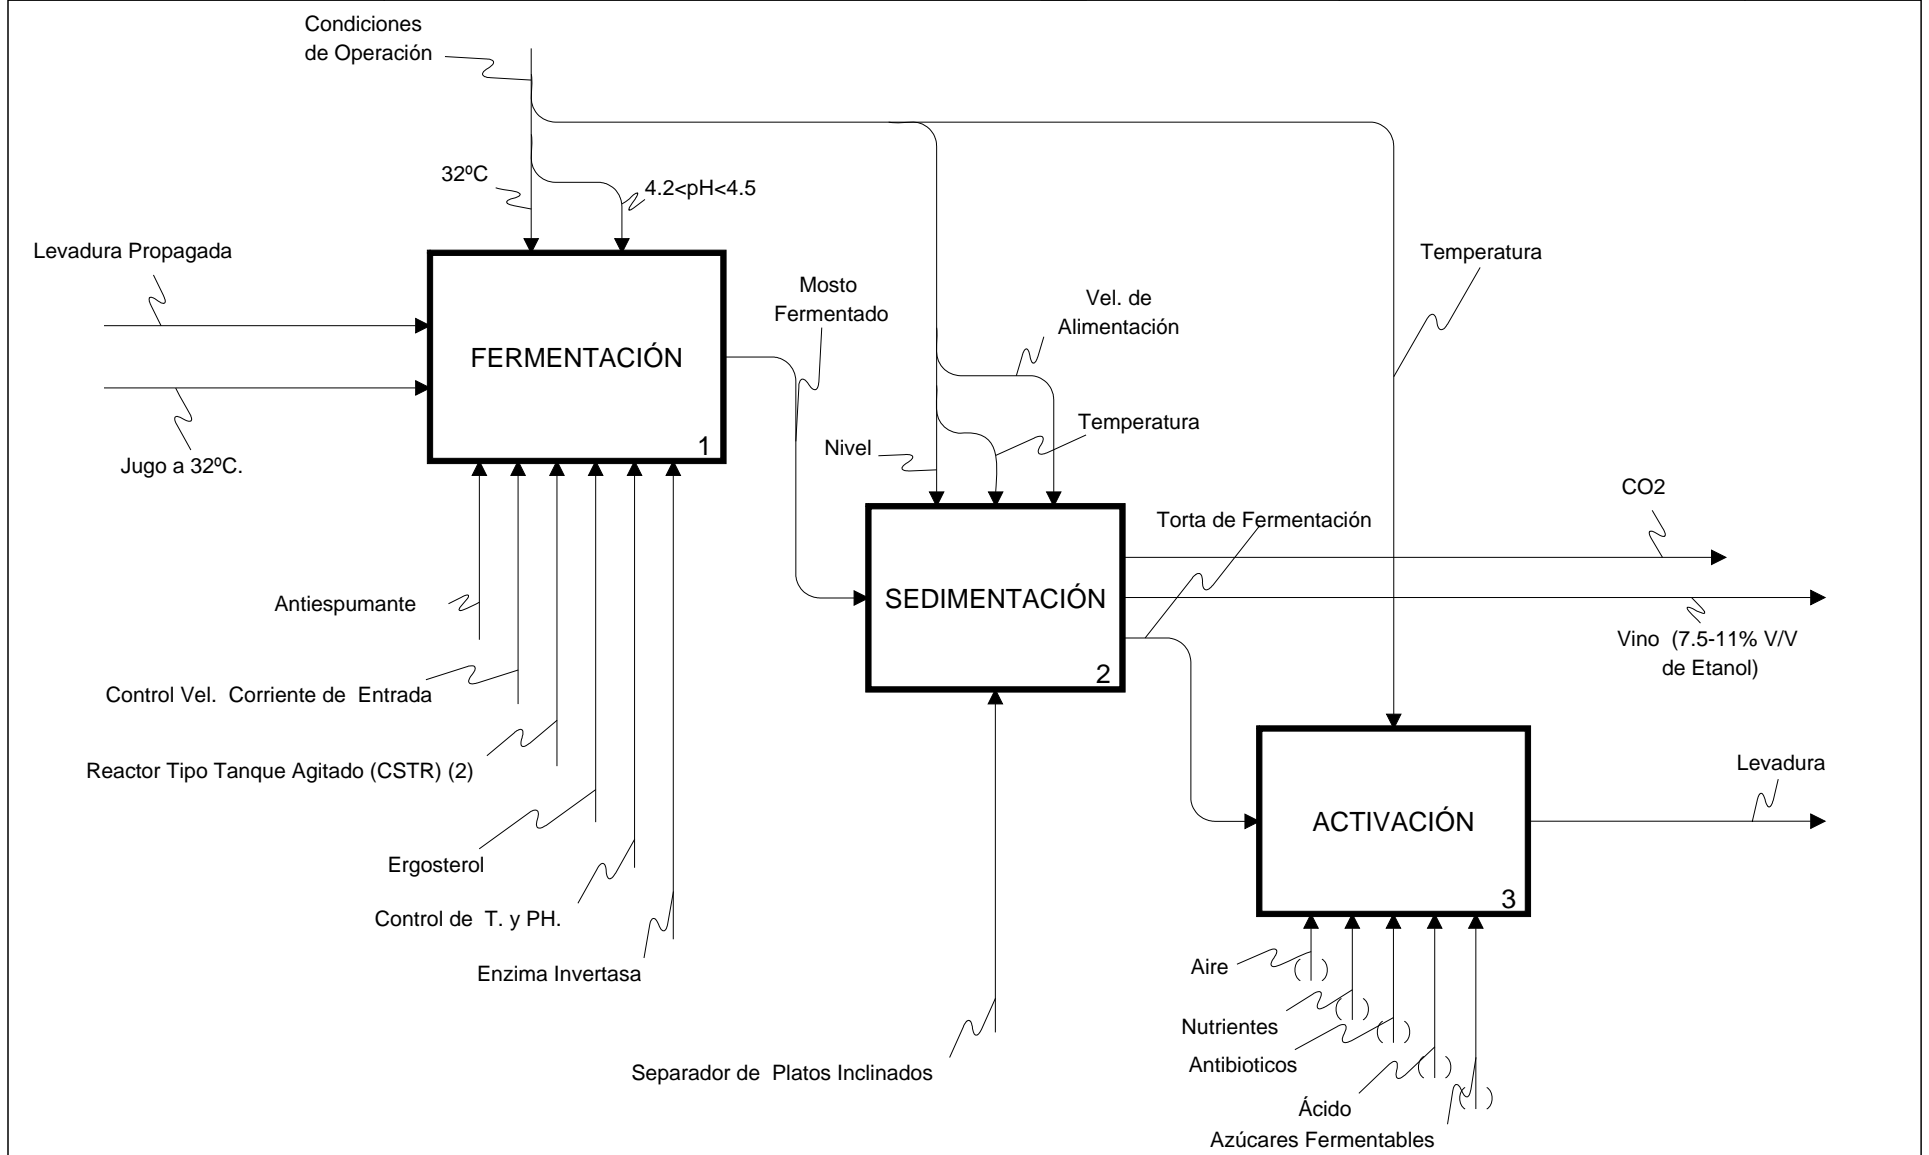 Condiciones
de Operación
32ºC
4.2<pH<4.5
Levadura Propagada
Temperatura
Mosto
Fermentado
Vel. de
Alimentación
FERMENTACIÓN
1
Jugo a 32ºC.
Nivel
Temperatura
CO2
Torta de Fermentación
Antiespumante
SEDIMENTACIÓN
2
Vino (7.5-11% V/V
de Etanol)
Control Vel. Corriente de Entrada
Reactor Tipo Tanque Agitado (CSTR) (2)
Levadura
ACTIVACIÓN
3
Ergosterol
Control de T. y PH.
Enzima Invertasa
Aire
( )
( )
Nutrientes
( )
Antibioticos
( )
Separador de Platos Inclinados
( )
Ácido
Azúcares Fermentables